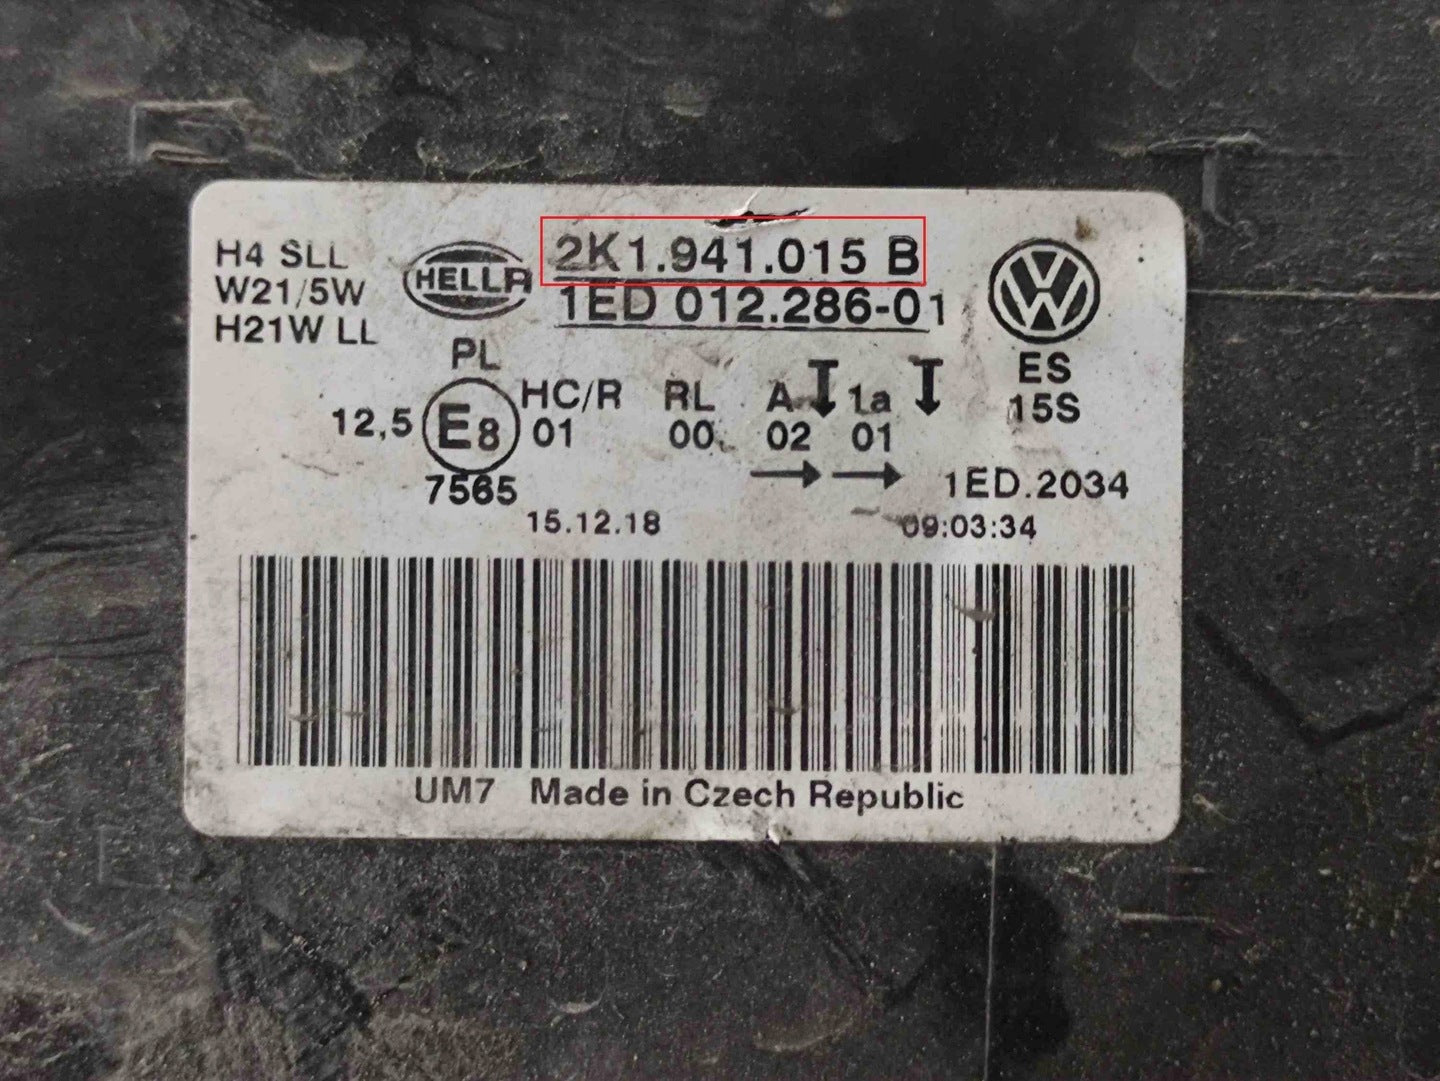 H4 SLL
W21/5W
H21W LL
HELLA
2K1.941.015 B
1ED 012.286-01
VW
ES
15S
PL
12,5 E8 HC/R 01 RL 00 A 02 1a 01
7565
1ED.2034
15.12.18 09:03:34
UM7 Made in Czech Republic